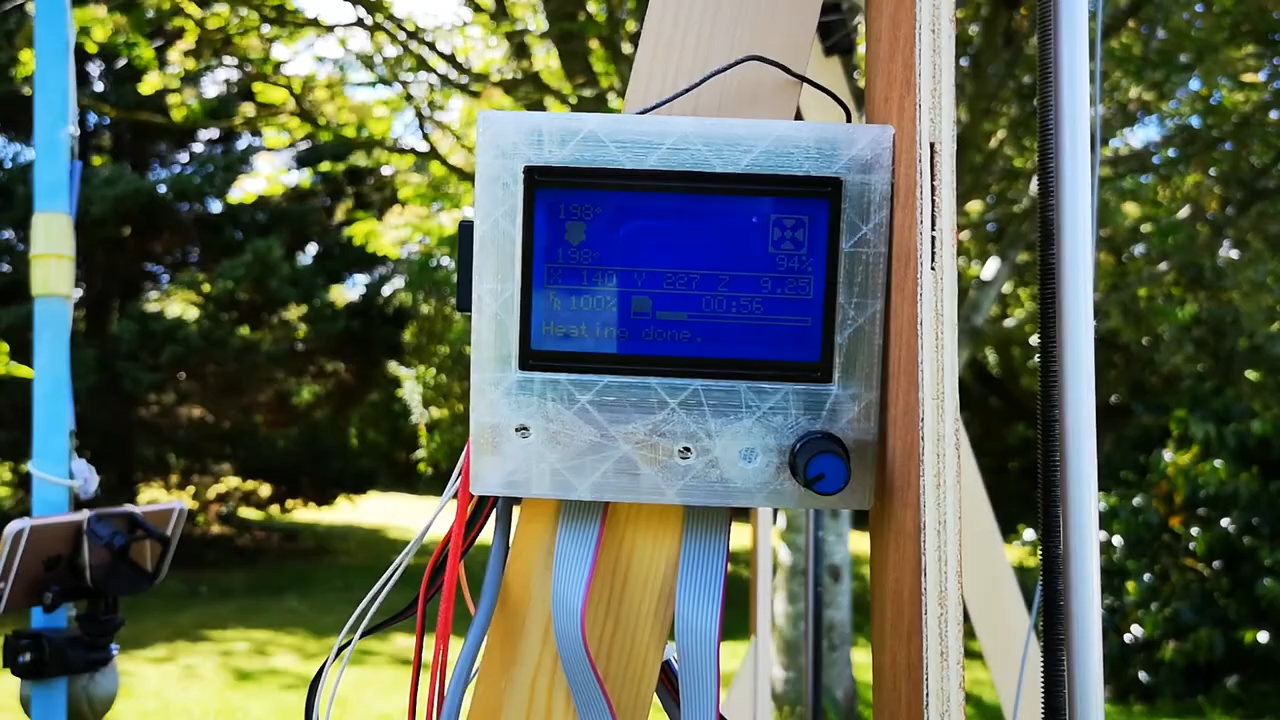 198°
198°
94%
X 140 Y 227 Z 9.25
100% 00:56
Heating done.